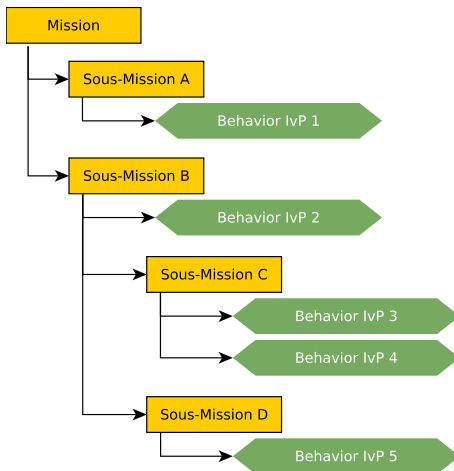 Mission
Sous-Mission A
Behavior IvP 1
Sous-Mission B
Behavior IvP 2
Sous-Mission C
Behavior IvP 3
Behavior IvP 4
Sous-Mission D
Behavior IvP 5